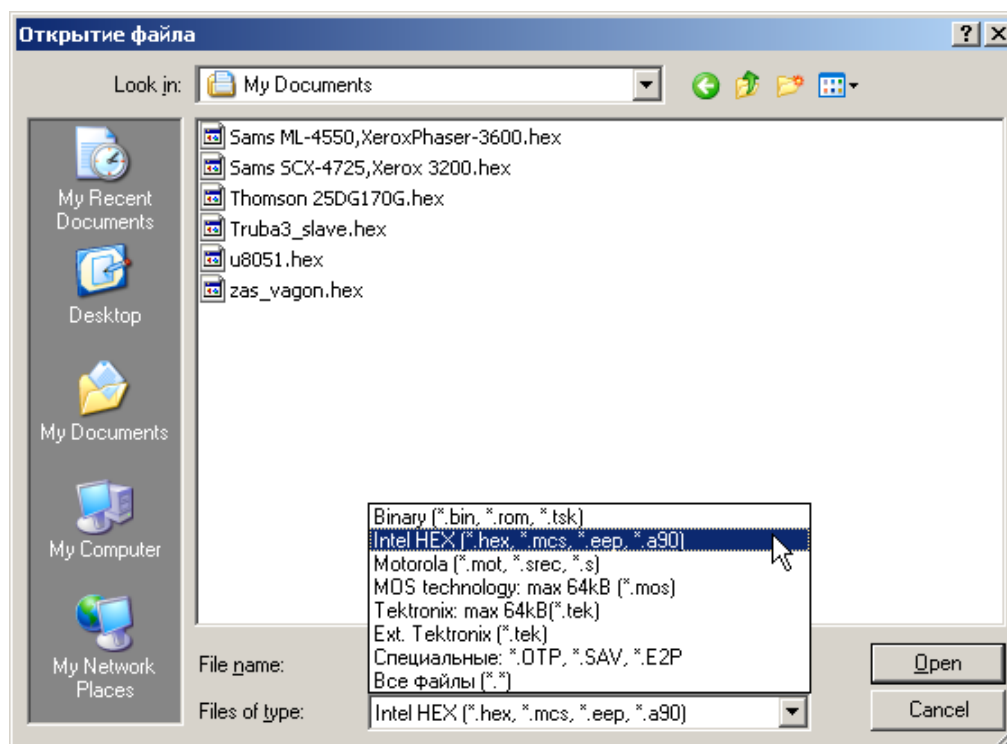 Открытие файла
Look in:
My Documents
Sams ML-4550,XeroxPhaser-3600.hex
Sams SCX-4725,Xerox 3200.hex
Thomson 25DG170G.hex
Truba3_slave.hex
u8051.hex
zas_vagon.hex
My Recent
Documents
Desktop
My Documents
My Computer
My Network
Places
Binary (*.bin, *.rom, *.tsk)
Intel HEX (*.hex, *.mcs, *.eep, *.a90)
Motorola (*.mot, *.srec, *.s)
MOS technology: max 64kB (*.mos)
Tektronix: max 64kB(*.tek)
Ext. Tektronix (*.tek)
Специальные: *.OTP, *.SAV, *.E2P
Все файлы (*.*)
File name:
Open
Files of type:
Intel HEX (*.hex, *.mcs, *.eep, *.a90)
Cancel